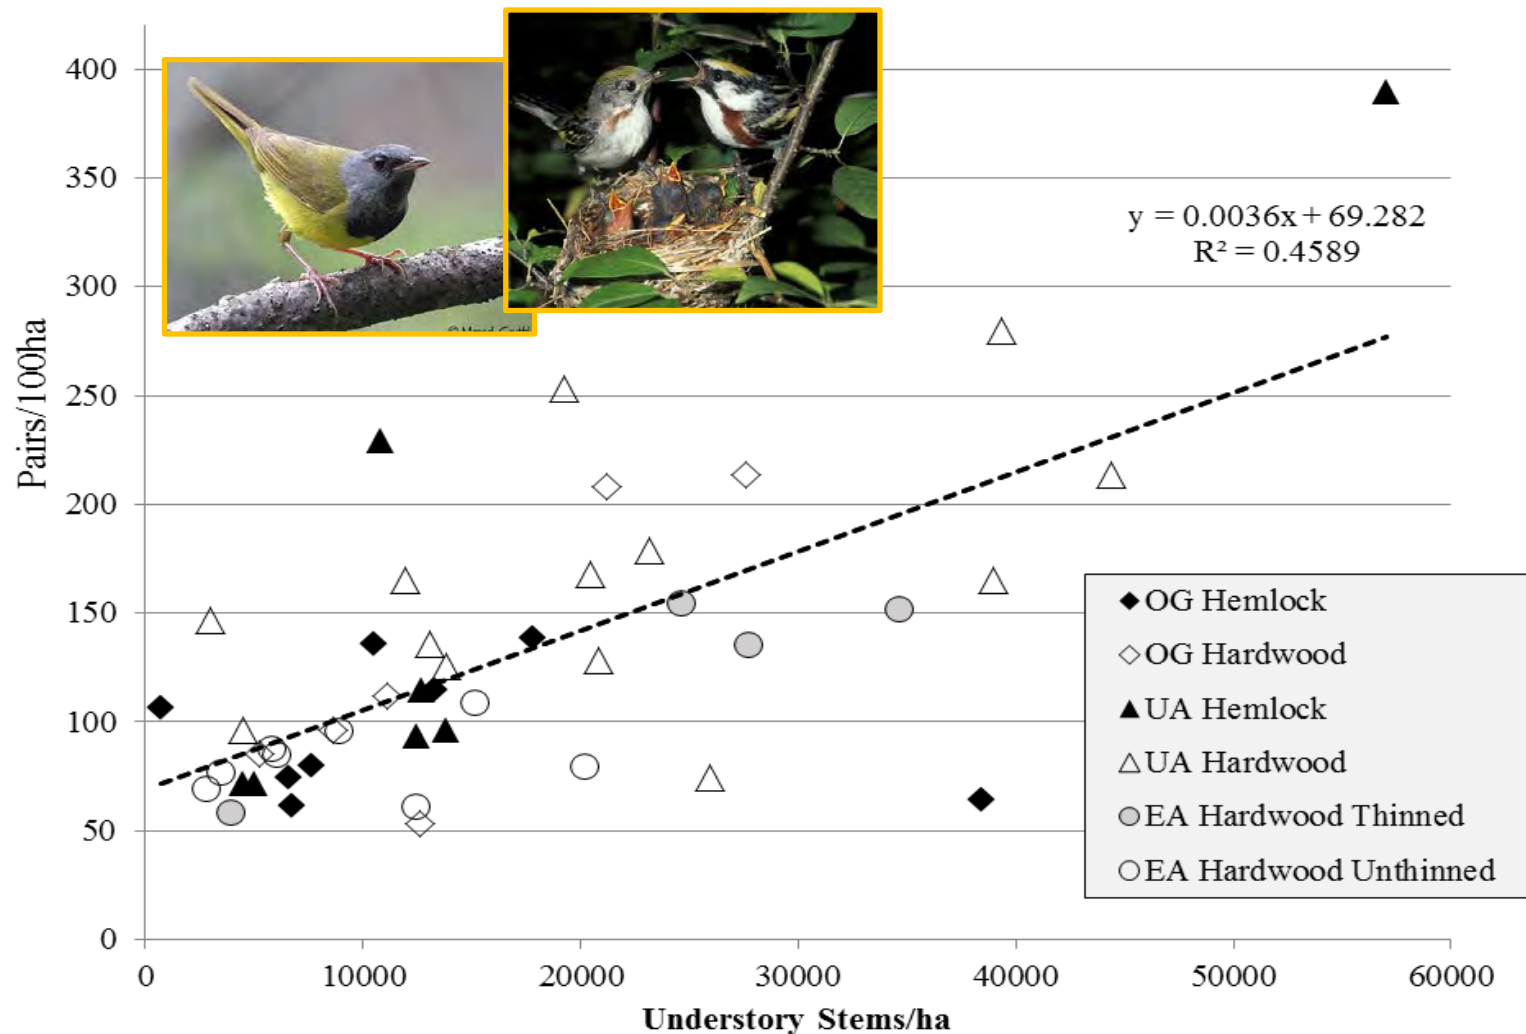 400
350
300
250
200
150
100
50
0
Pairs/100ha
y = 0.0036x + 69.282
R² = 0.4589
◆ OG Hemlock
◇ OG Hardwood
▲ UA Hemlock
△ UA Hardwood
EA Hardwood Thinned
○ EA Hardwood Unthinned
0 10000 20000 30000 40000 50000 60000
Understory Stems/ha